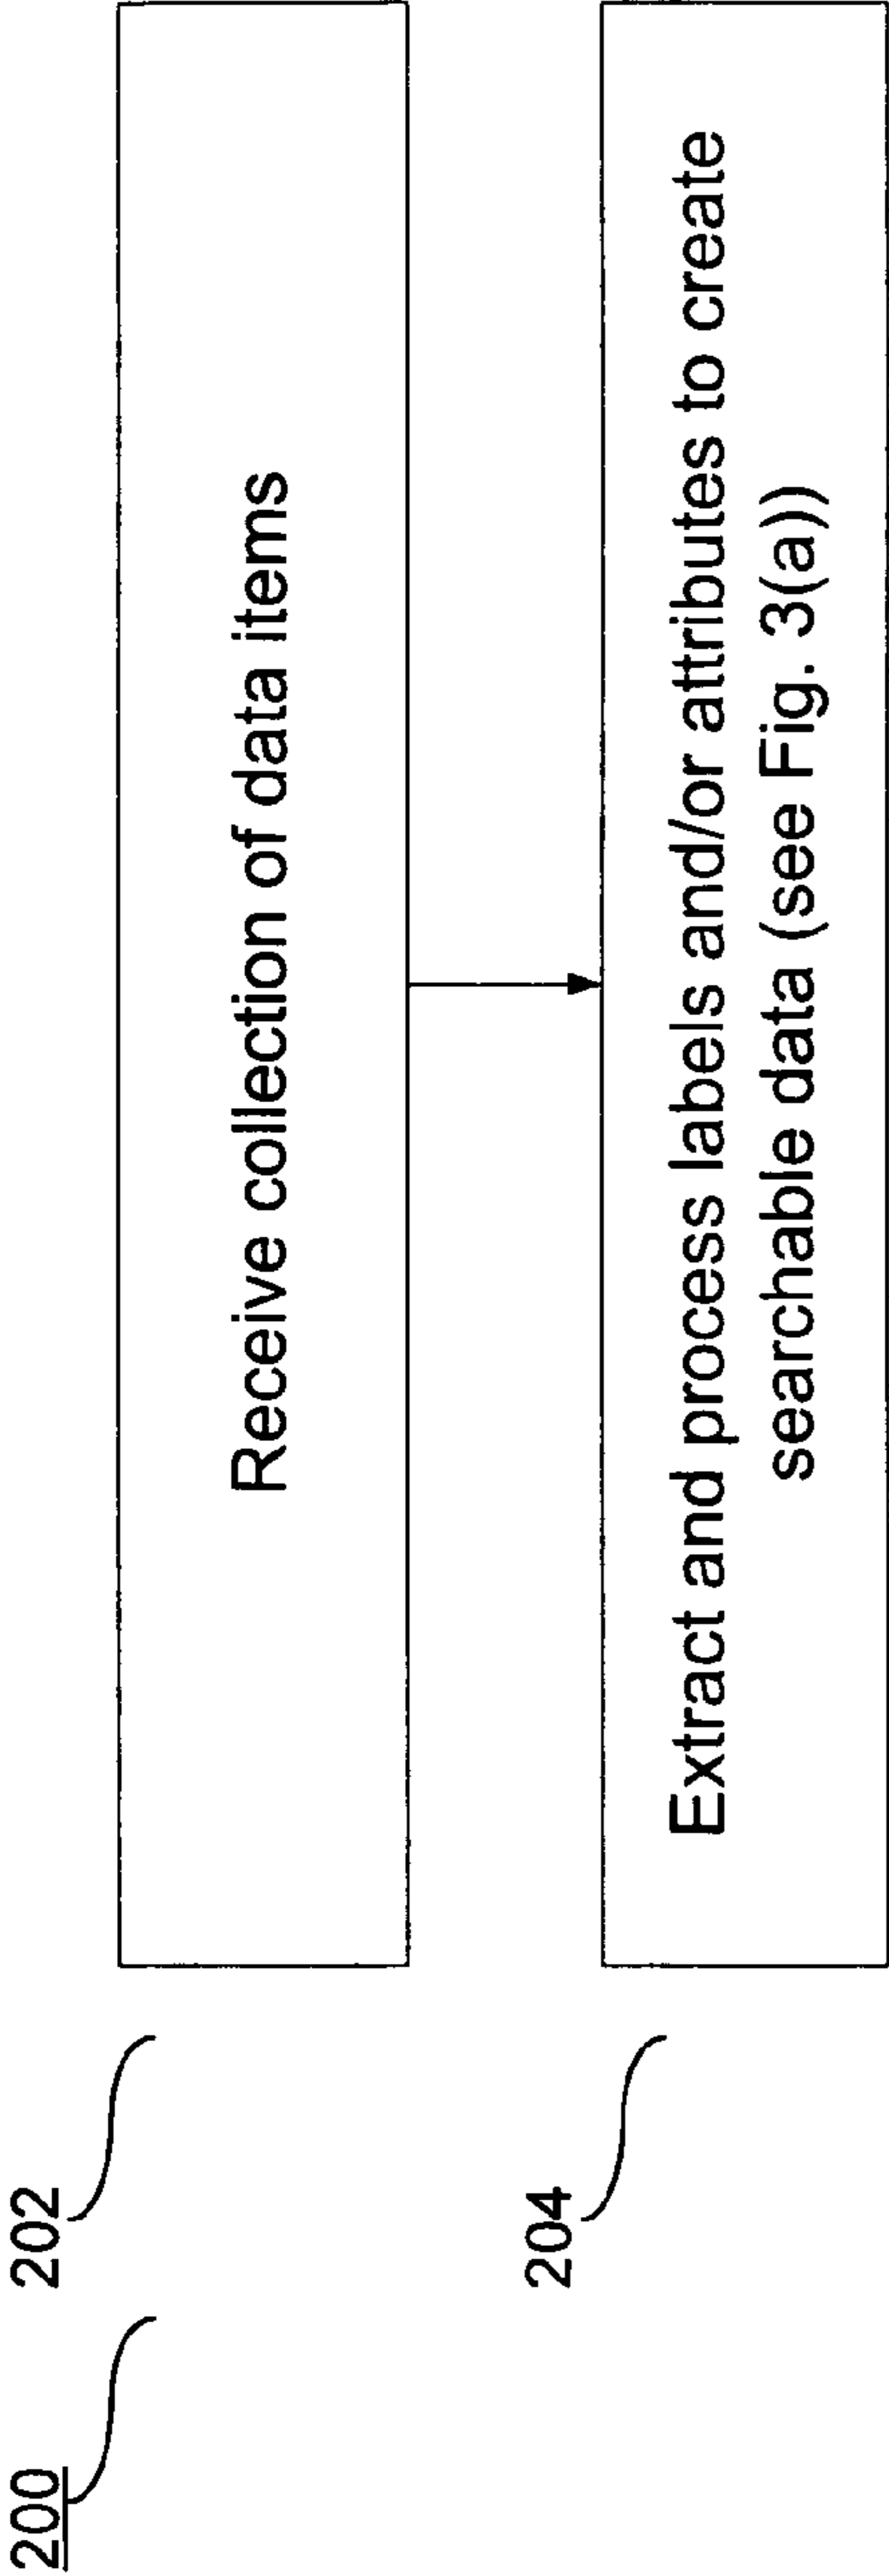 200
202
Receive collection of data items
204
Extract and process labels and/or attributes to create
searchable data (see Fig. 3(a))